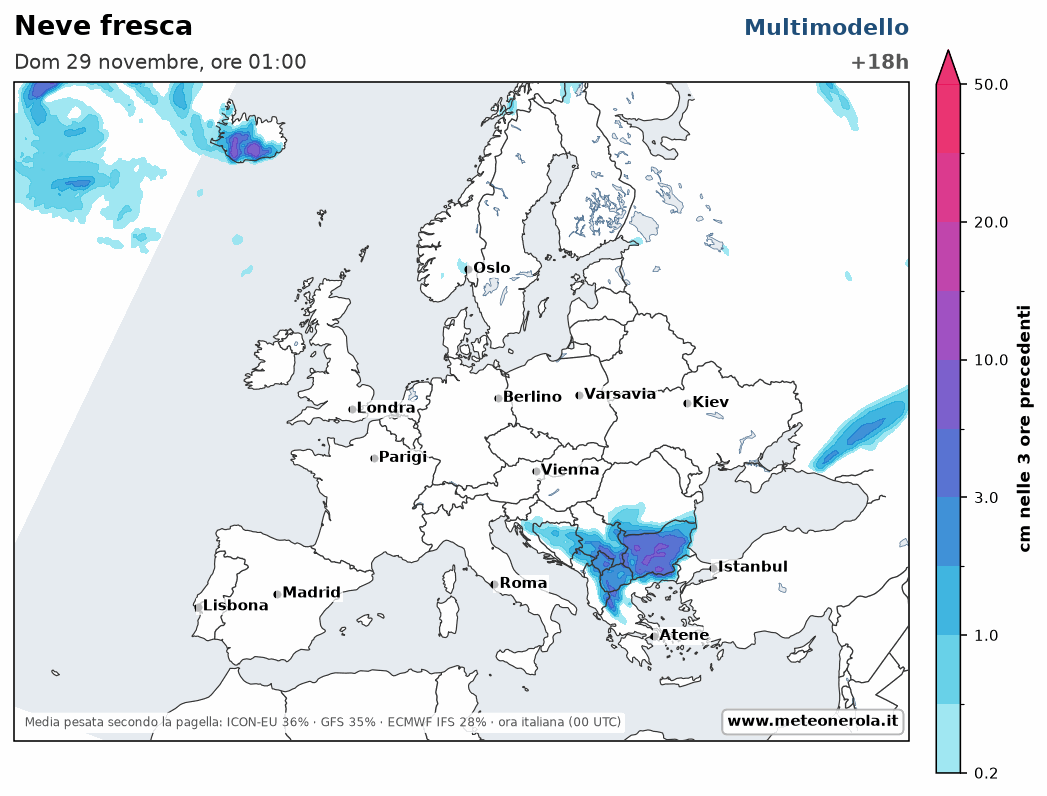 Neve fresca
Multimodello
Dom 29 novembre, ore 01:00
+18h
50.0
20.0
10.0
3.0
1.0
0.2
cm nelle 3 ore precedenti
Oslo
Berlino
Varsavia
Kiev
Londra
Parigi
Vienna
Istanbul
Roma
Madrid
Lisbona
Atene
Media pesata secondo la pagella: ICON-EU 36% · GFS 35% · ECMWF IFS 28% · ora italiana (00 UTC)
www.meteonerola.it